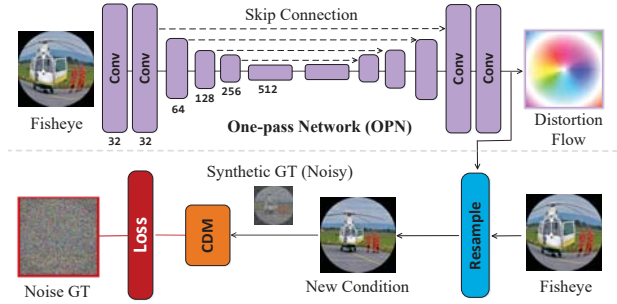 Skip Connection
Conv
Conv
Conv
Conv
64
128
256
512
32
32
Fisheye
One-pass Network (OPN)
Distortion
Flow
Synthetic GT (Noisy)
Loss
CDM
Resample
Noise GT
New Condition
Fisheye